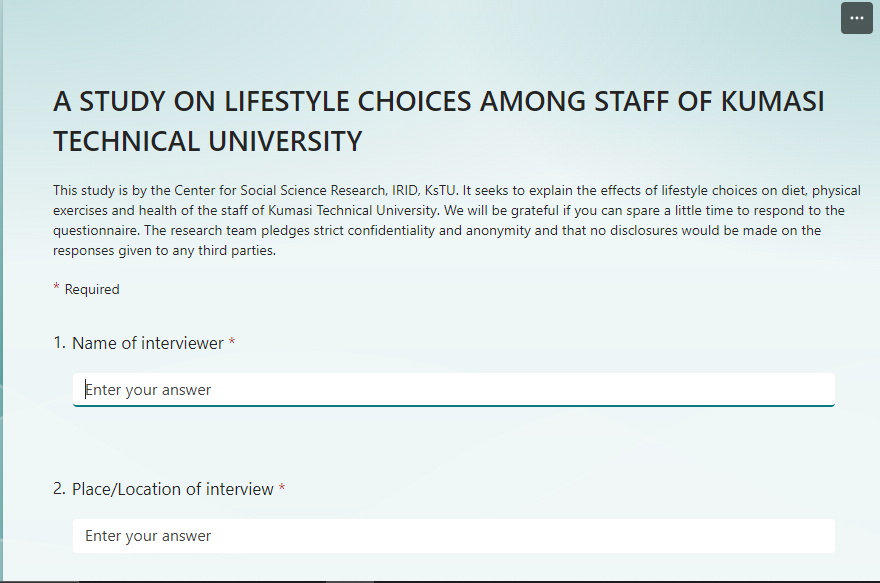 A STUDY ON LIFESTYLE CHOICES AMONG STAFF OF KUMASI
TECHNICAL UNIVERSITY
This study is by the Center for Social Science Research, IRID, KsTU. It seeks to explain the effects of lifestyle choices on diet, physical
exercises and health of the staff of Kumasi Technical University. We will be grateful if you can spare a little time to respond to the
questionnaire. The research team pledges strict confidentiality and anonymity and that no disclosures would be made on the
responses given to any third parties.
* Required
1. Name of interviewer *
Enter your answer
2. Place/Location of interview *
Enter your answer